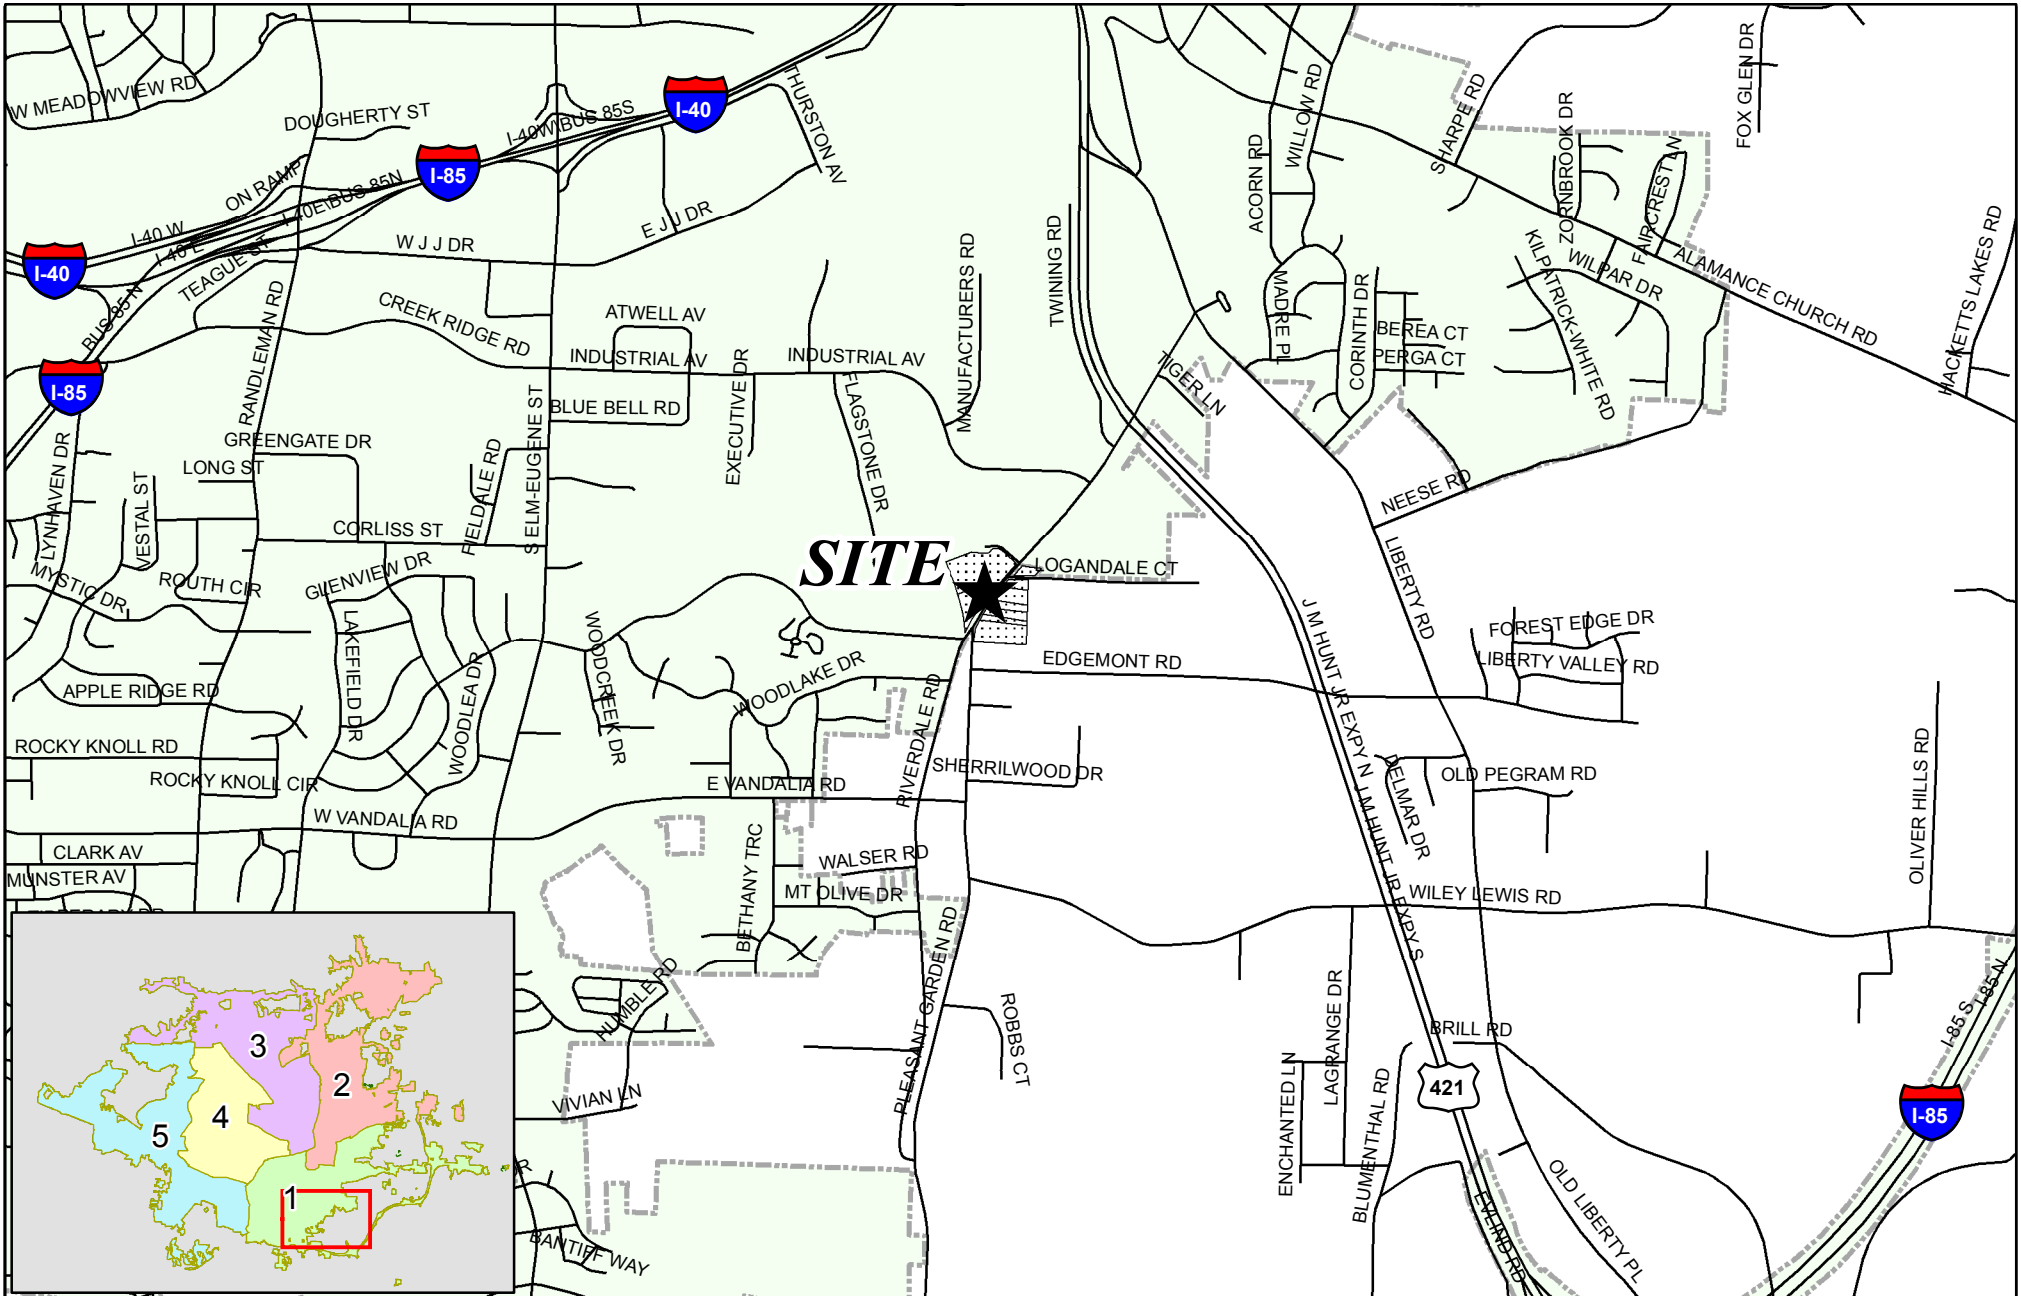 W MEADOWVIEW RD
DOUGHERTY ST
I-40W\BUS 85S
I-40
THURSTON AV
WILLOW RD
ACORN RD
SHARPE RD
ZORNBROOK DR
FAIRCREST LN
FOX GLEN DR
I-85
ON RAMP
I-40E\BUS 85N
I-40 W
I-40 E
I-40
TEAGUE ST
BUS 85 N
W J J DR
E J J DR
MANUFACTURERS RD
TWINING RD
MADRE PL
CORINTH DR
BEREA CT
PERGA CT
KILPATRICK-WHITE RD
WILPAR DR
ALAMANCE CHURCH RD
HACKETTS LAKES RD
CREEK RIDGE RD
RANDLEMAN RD
ATWELL AV
INDUSTRIAL AV
INDUSTRIAL AV
EXECUTIVE DR
FLAGSTONE DR
BLUE BELL RD
TIGER LN
I-85
LYNHAVEN DR
GREENGATE DR
LONG ST
VESTAL ST
FIELDALE RD
S ELM-EUGENE ST
CORLISS ST
NEESE RD
LIBERTY RD
SITE
LOGANDALE CT
MYSTIC DR
ROUTH CIR
GLENVIEW DR
LAKEFIELD DR
WOODLEA DR
WOODCREEK DR
WOODLAKE DR
RIVERDALE RD
EDGEMONT RD
J M HUNT JR EXPY N
FOREST EDGE DR
LIBERTY VALLEY RD
APPLE RIDGE RD
ROCKY KNOLL RD
ROCKY KNOLL CIR
E VANDALIA RD
W VANDALIA RD
SHERRILWOOD DR
DELMAR DR
OLD PEGRAM RD
OLIVER HILLS RD
CLARK AV
MUNSTER AV
BETHANY TRC
WALSER RD
MT OLIVE DR
J M HUNT JR EXPY S
WILEY LEWIS RD
HUMBLE RD
PLEASANT GARDEN RD
ROBBS CT
VIVIAN LN
LAGRANGE DR
ENCHANTED LN
BLUMENTHAL RD
BRILL RD
421
I-85 S
I-85 N
I-85
OLD LIBERTY PL
EVLIND RD
BANTIFF WAY
3
2
4
5
1